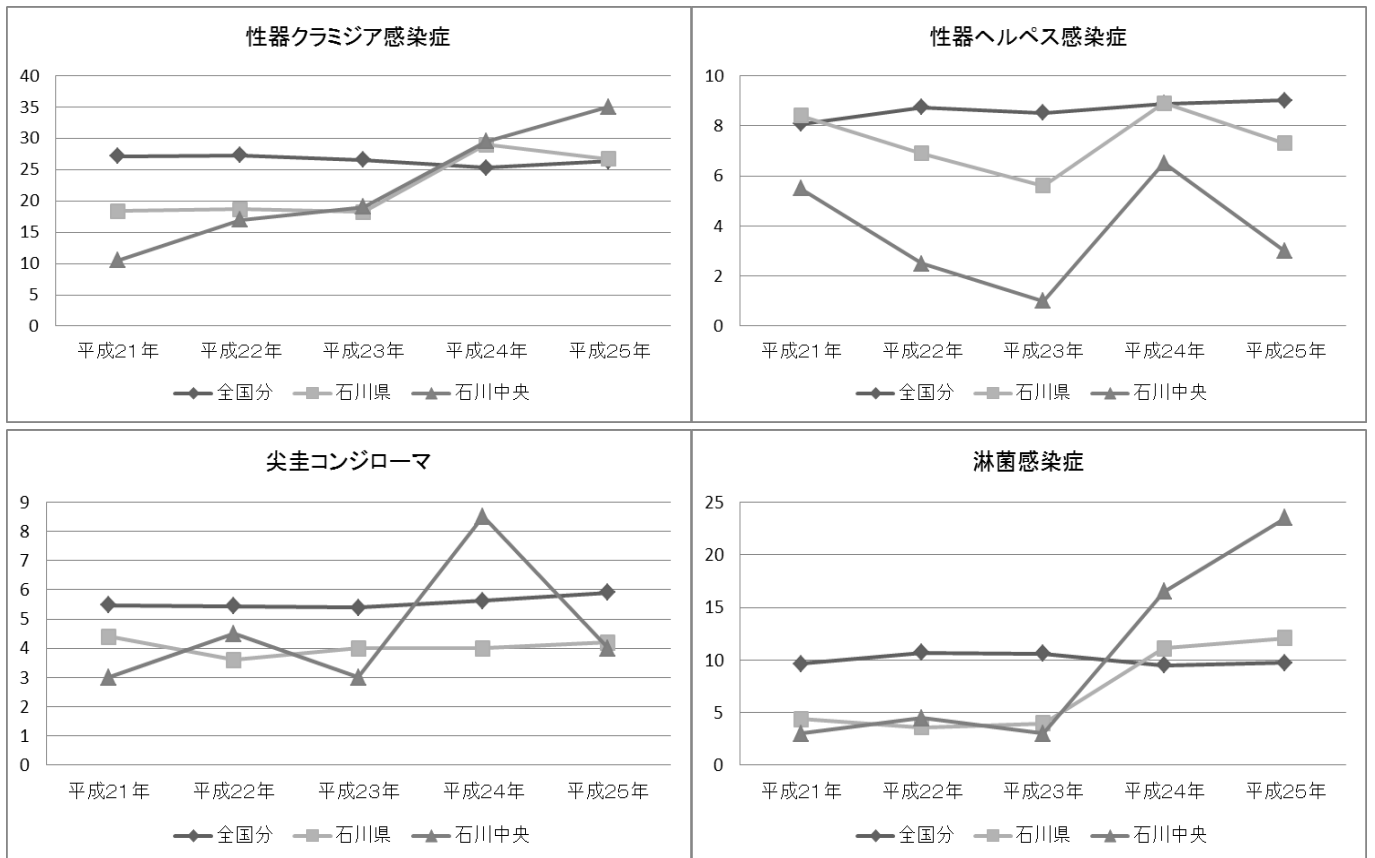 性器クラミジア感染症
40
35
30
25
20
15
10
5
0
平成21年 平成22年 平成23年 平成24年 平成25年
全国分 石川県 石川中央
性器ヘルペス感染症
10
8
6
4
2
0
平成21年 平成22年 平成23年 平成24年 平成25年
全国分 石川県 石川中央
尖圭コンジローマ
9
8
7
6
5
4
3
2
1
0
平成21年 平成22年 平成23年 平成24年 平成25年
全国分 石川県 石川中央
淋菌感染症
25
20
15
10
5
0
平成21年 平成22年 平成23年 平成24年 平成25年
全国分 石川県 石川中央